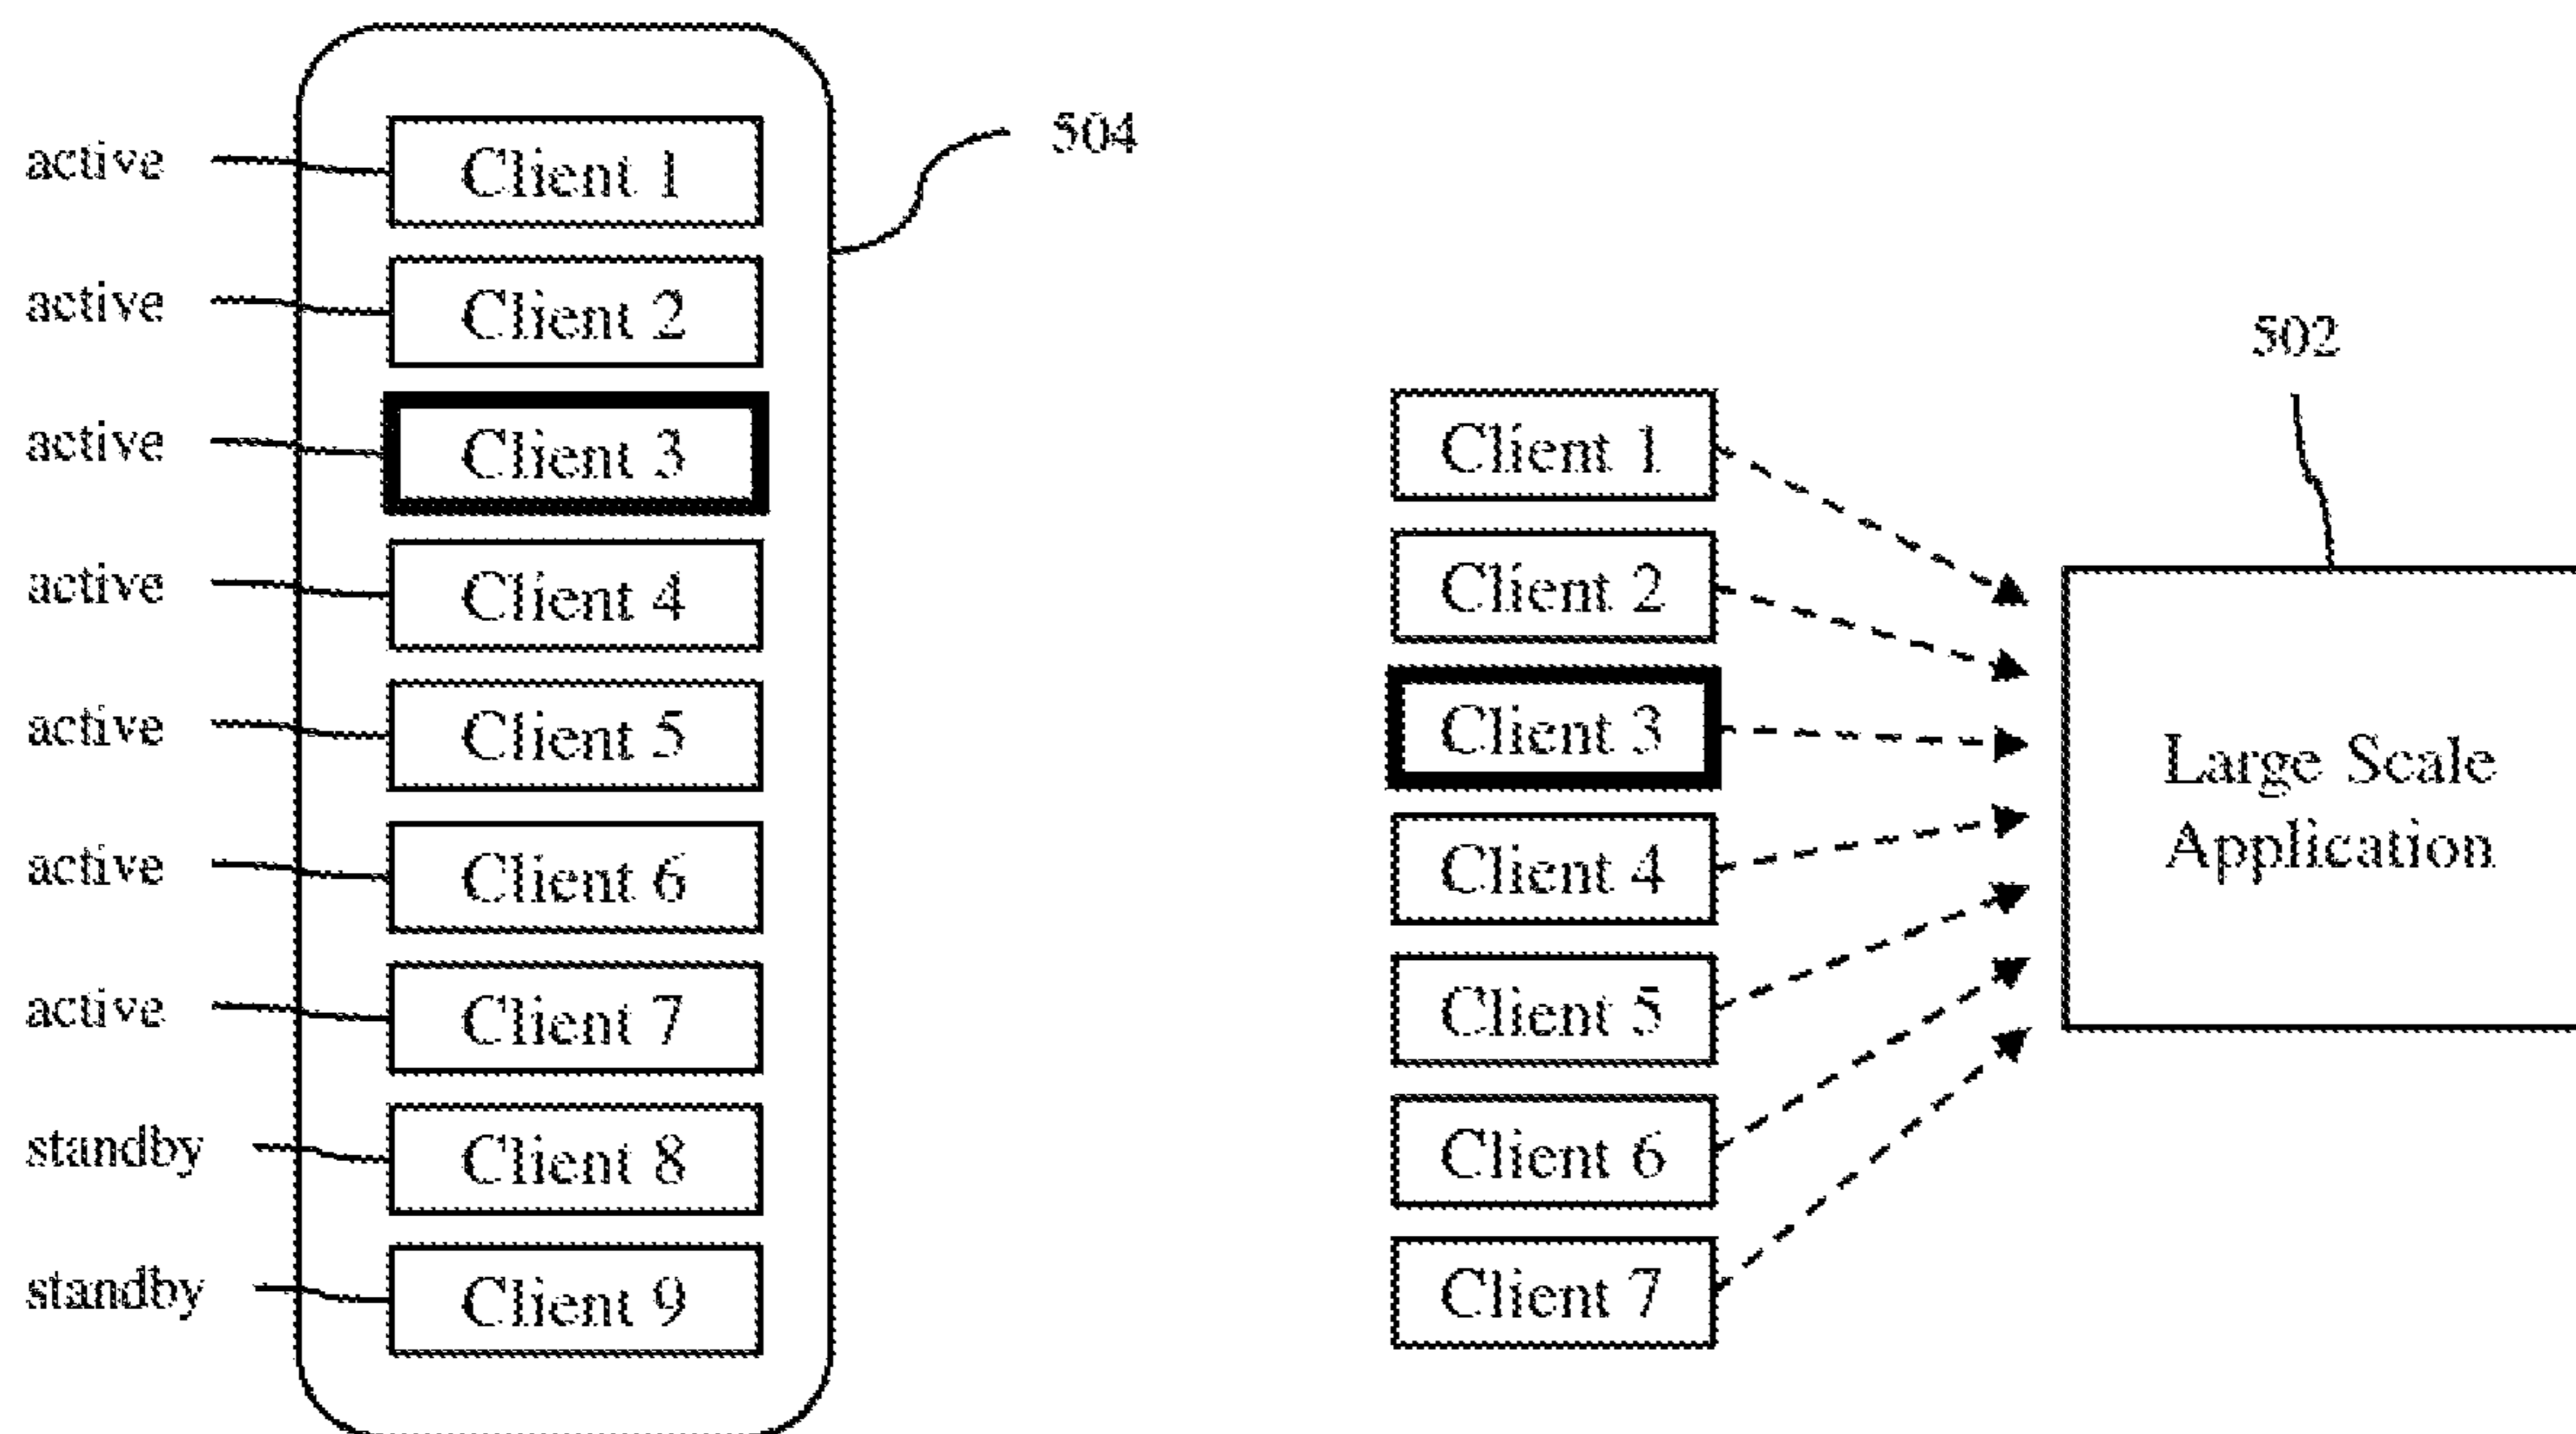 active
Client 1
504
active
Client 2
active
Client 3
active
Client 4
active
Client 5
active
Client 6
active
Client 7
standby
Client 8
standby
Client 9
Client 1
Client 2
Client 3
Client 4
Client 5
Client 6
Client 7
502
Large Scale
Application